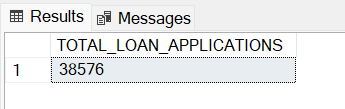 Results Messages
TOTAL_LOAN_APPLICATIONS
1 38576